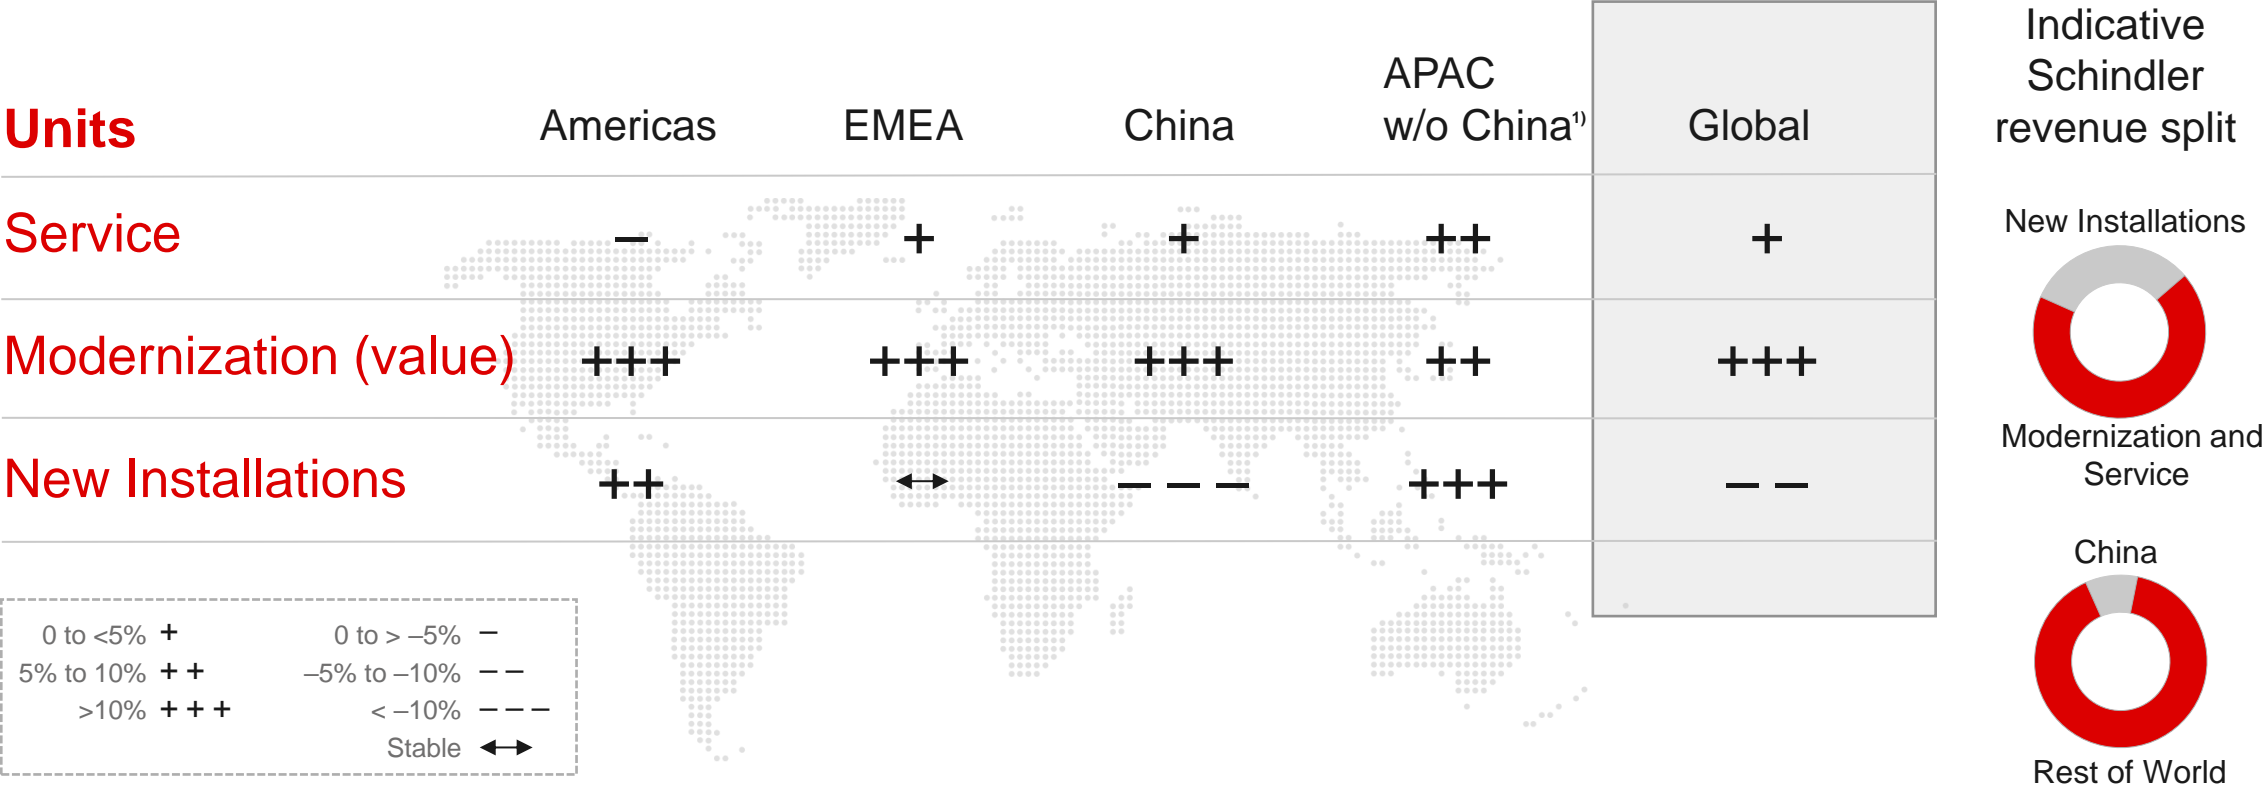 Units
Americas
EMEA
China
APAC
w/o China¹⁾
Global
Indicative
Schindler
revenue split
Service
–
+
+
++
+
Modernization (value)
+++
+++
+++
++
+++
New Installations
++
↔
– – –
+++
– –
New Installations
Modernization and
Service
China
Rest of World
0 to <5% +
5% to 10% + +
>10% + + +
0 to > –5% –
–5% to –10% – –
< –10% – – –
Stable ↔